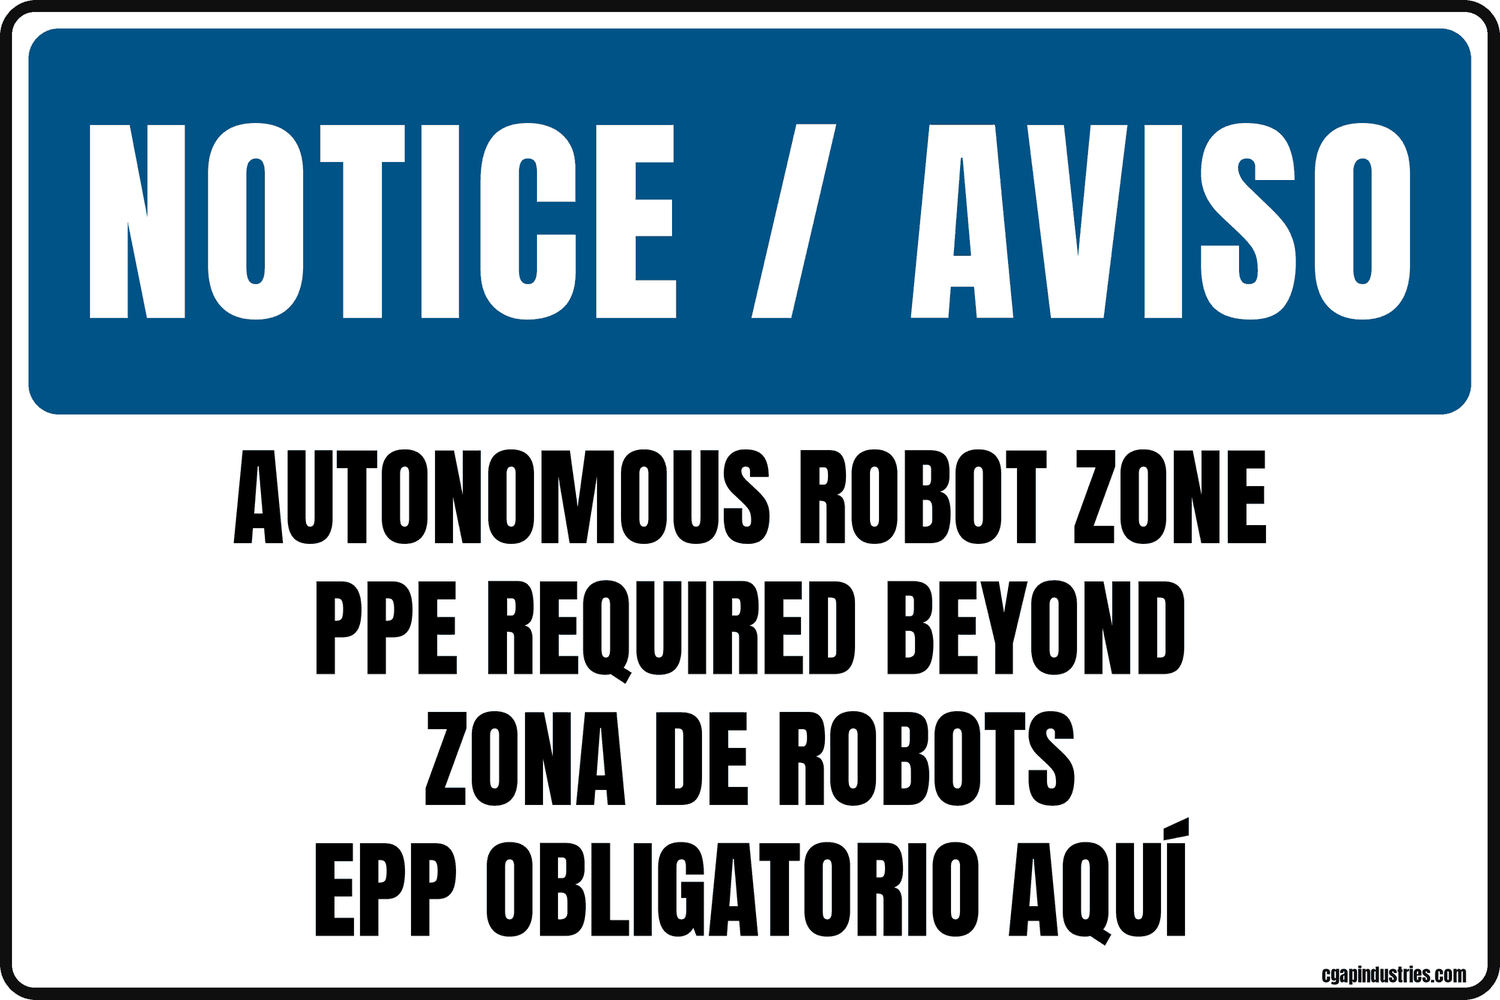 NOTICE / AVISO
AUTONOMOUS ROBOT ZONE
PPE REQUIRED BEYOND
ZONA DE ROBOTS
EPP OBLIGATORIO AQUÍ
cgapindustries.com